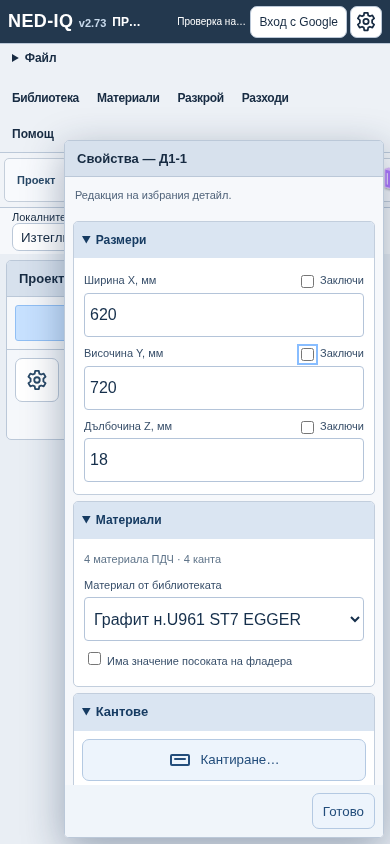 NED-IQ v2.73 ПР... Проверка на... Вход с Google
Файл
Библиотека Материали Разкрой Разходи
Помощ
Свойства — Д1-1
Проект
Редакция на избрания детайл.
Размери
Ширина X, мм Заключи
620
Височина Y, мм Заключи
720
Дълбочина Z, мм Заключи
18
Материали
4 материала ПДЧ · 4 канта
Материал от библиотеката
Графит н.U961 ST7 EGGER
Има значение посоката на фладера
Кантове
Кантиране...
Готово